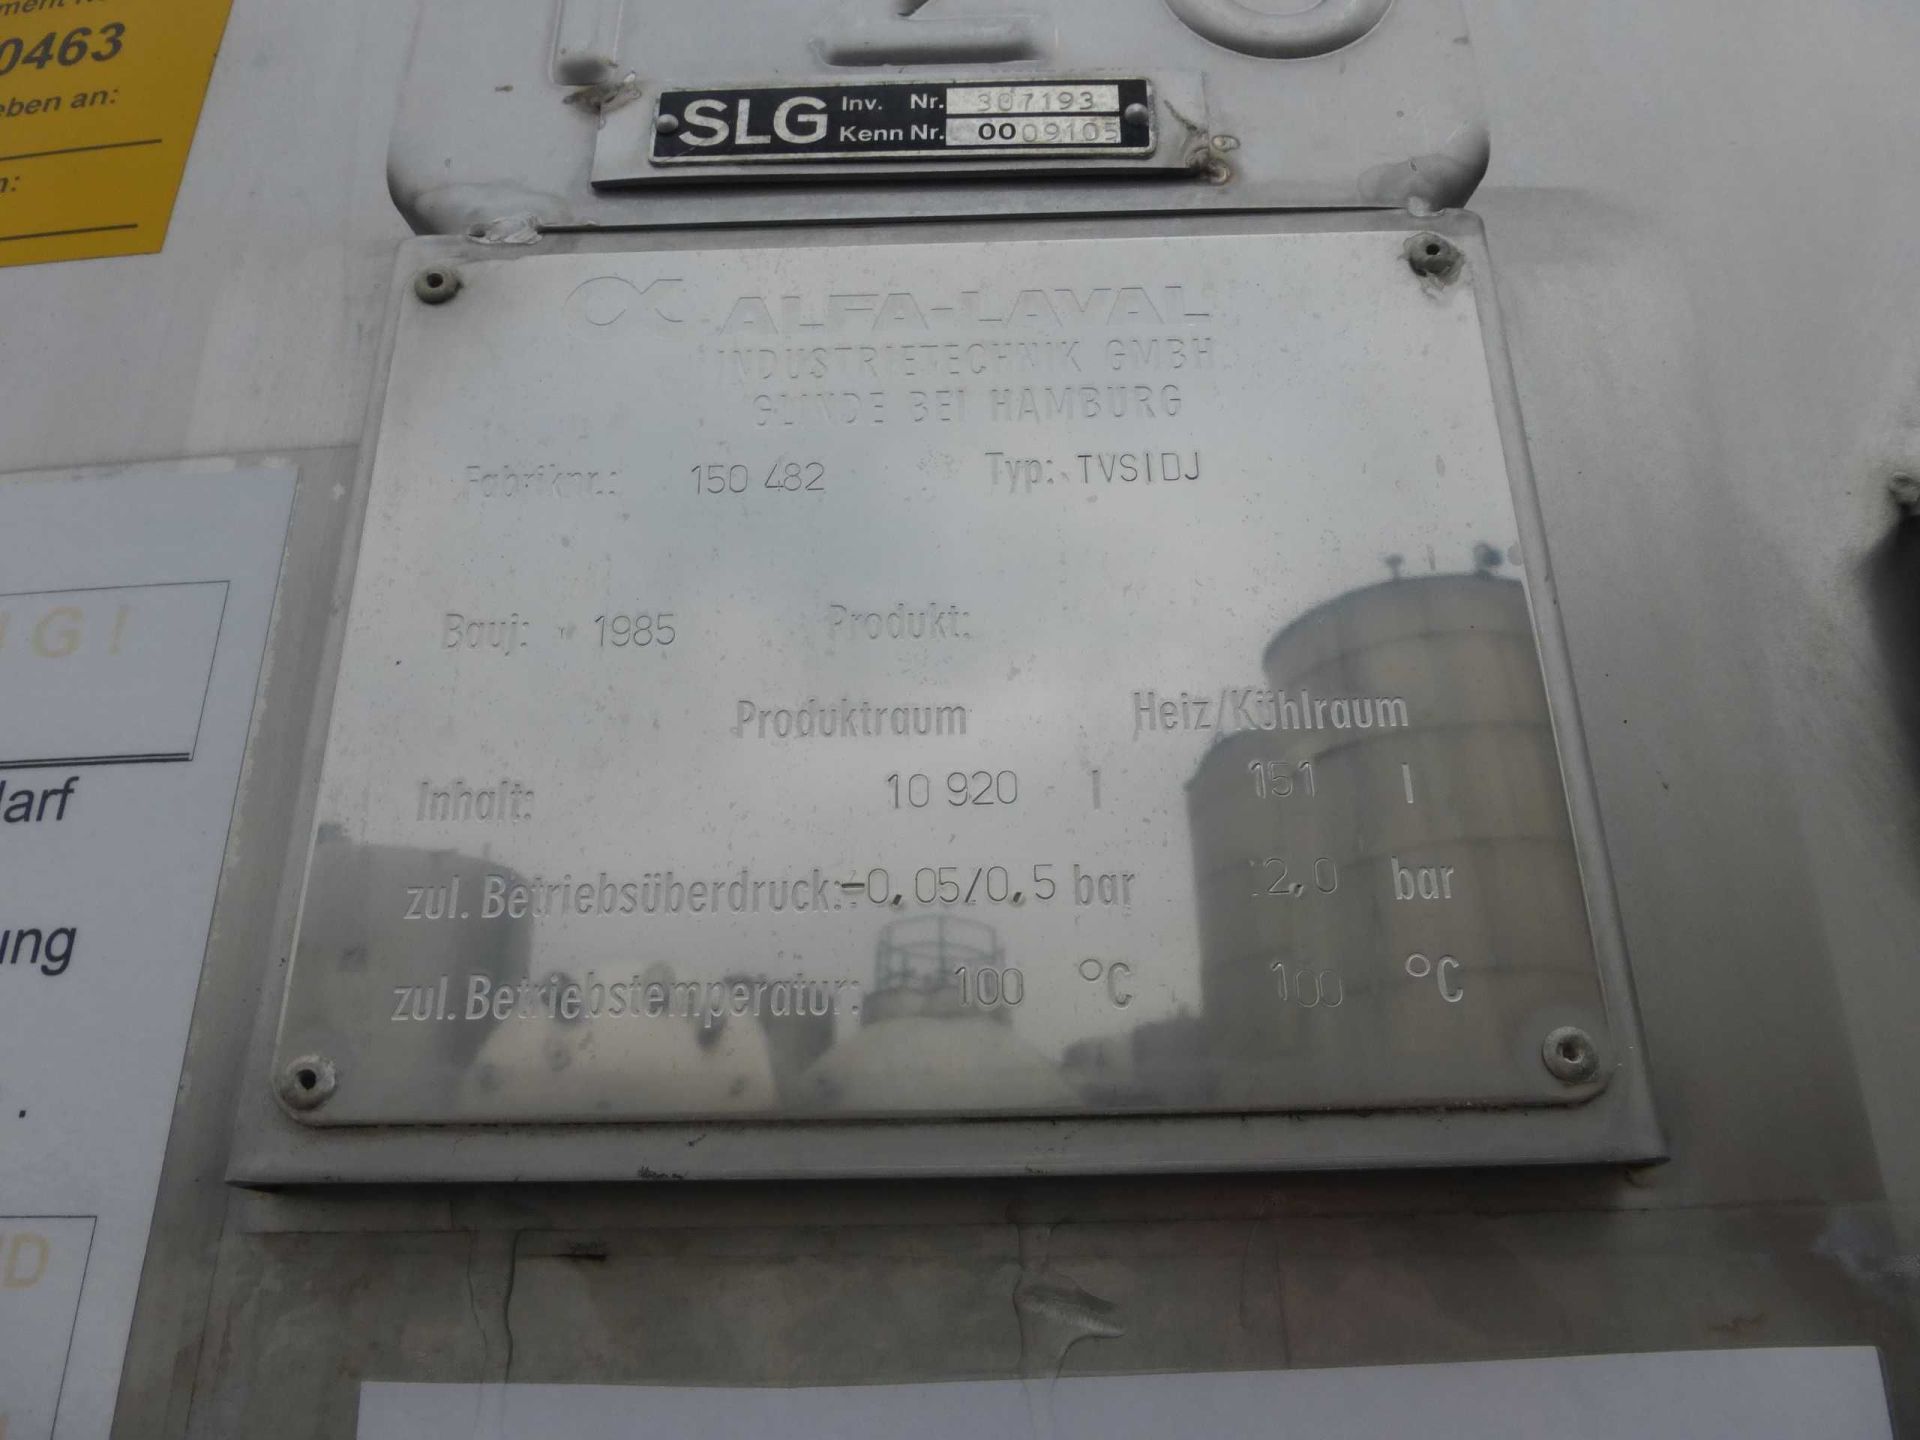 0463
eben an:
SLG Inv. Nr. 307193
Kenn Nr. 0009105
ALFA-LAVAL
INDUSTRIETECHNIK GMBH
GLINDE BEI HAMBURG
Fabriknr.: 150 482 Typ: TVSIDJ
Bauj: 1985 Produkt:
Produktraum Heiz/Kühlraum
Inhalt: 10 920 l 151 l
zul. Betriebsüberdruck: -0,05/0,5 bar 2,0 bar
zul. Betriebstemperatur: 100 °C 100 °C
G!
arf
ung
.
D